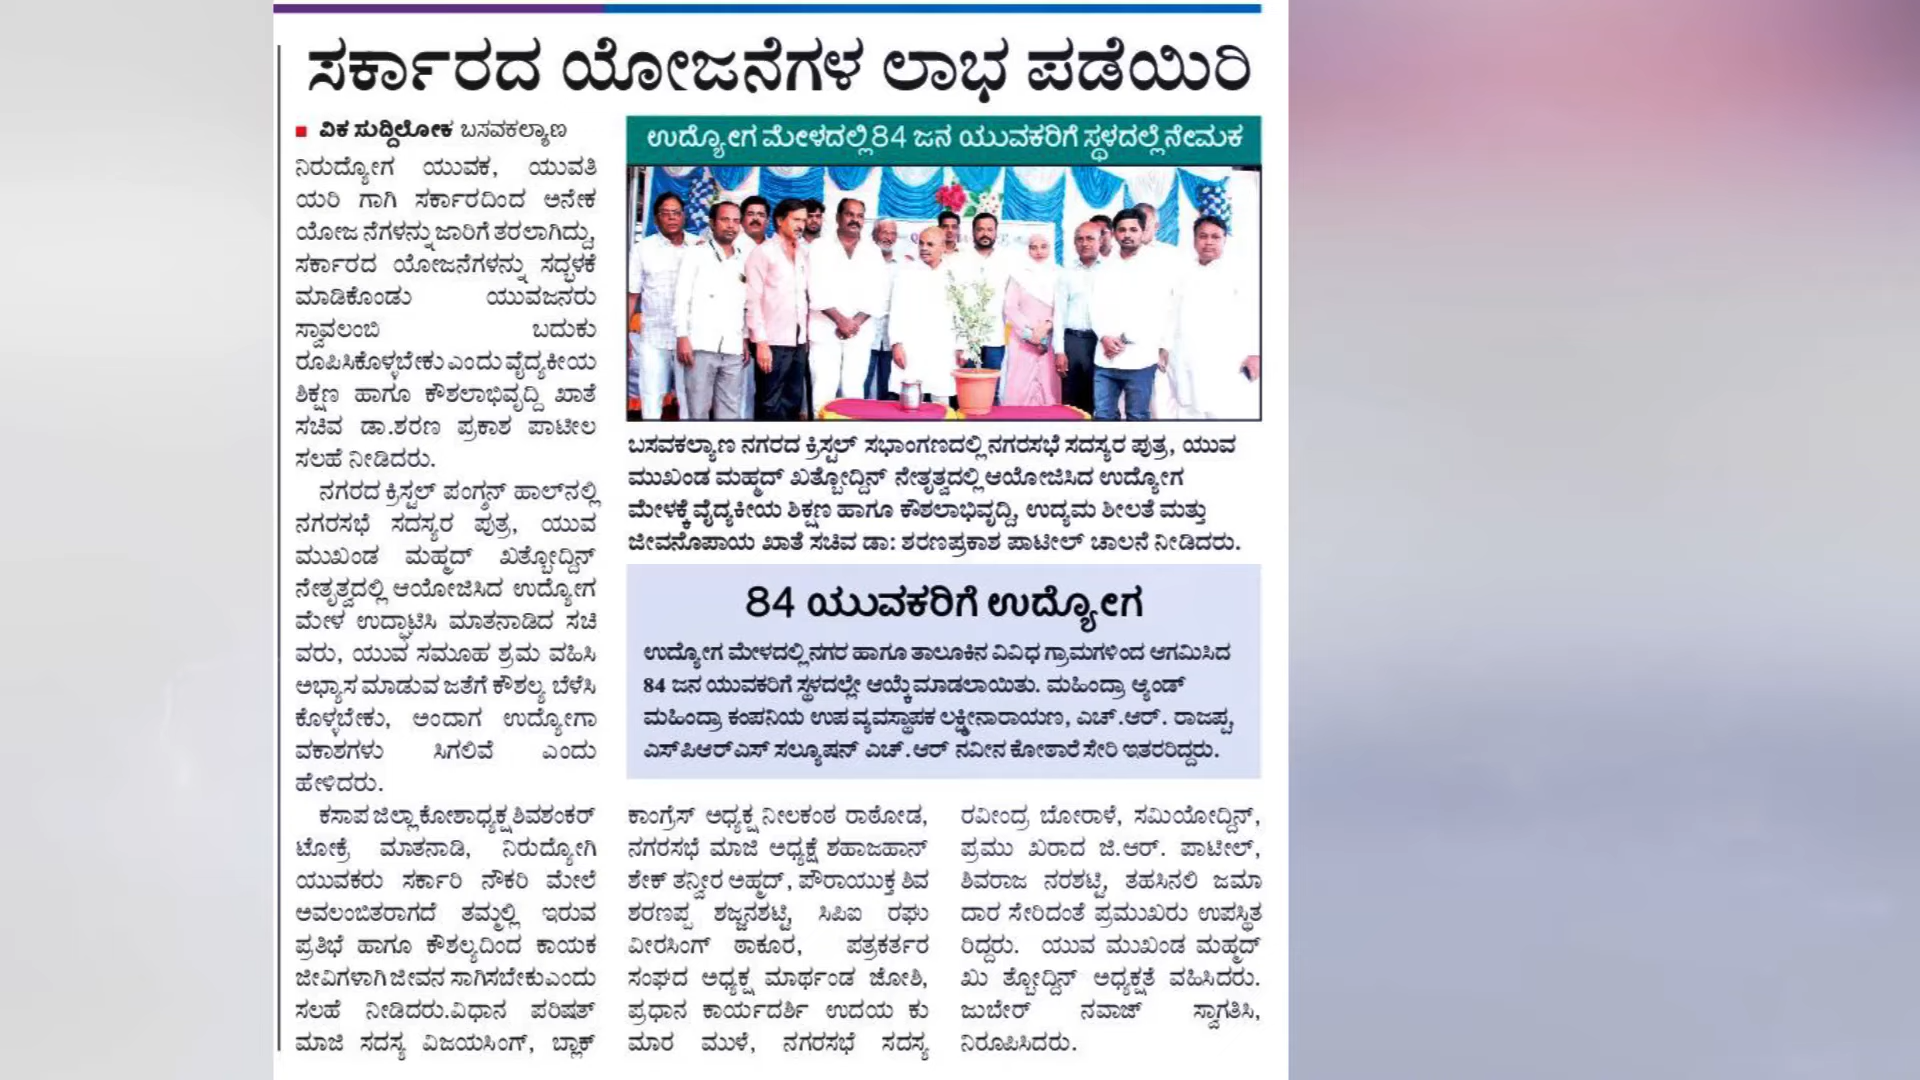 ಸರ್ಕಾರದ ಯೋಜನೆಗಳ ಲಾಭ ಪಡೆಯಿರಿ
■ ವಿಕ ಸುದ್ದಿಲೋಕ ಬಸವಕಲ್ಯಾಣ
ನಿರುದ್ಯೋಗ ಯುವಕ, ಯುವತಿ
ಯರಿ ಗಾಗಿ ಸರ್ಕಾರದಿಂದ ಅನೇಕ
ಯೋಜ ನೆಗಳನ್ನು ಜಾರಿಗೆ ತರಲಾಗಿದ್ದು,
ಸರ್ಕಾರದ ಯೋಜನೆಗಳನ್ನು ಸದ್ಬಳಕೆ
ಮಾಡಿಕೊಂಡು ಯುವಜನರು
ಸ್ವಾವಲಂಬಿ ಬದುಕು
ರೂಪಿಸಿಕೊಳ್ಳಬೇಕು ಎಂದು ವೈದ್ಯಕೀಯ
ಶಿಕ್ಷಣ ಹಾಗೂ ಕೌಶಲಾಭಿವೃದ್ಧಿ ಖಾತೆ
ಸಚಿವ ಡಾ.ಶರಣ ಪ್ರಕಾಶ ಪಾಟೀಲ
ಸಲಹೆ ನೀಡಿದರು.
ನಗರದ ಕ್ರಿಸ್ಟಲ್ ಪಂಗ್ಶನ್ ಹಾಲ್‌ನಲ್ಲಿ
ನಗರಸಭೆ ಸದಸ್ಯರ ಪುತ್ರ, ಯುವ
ಮುಖಂಡ ಮಹ್ಮದ್ ಖತ್ಬೋದ್ದಿನ್
ನೇತೃತ್ವದಲ್ಲಿ ಆಯೋಜಿಸಿದ ಉದ್ಯೋಗ
ಮೇಳ ಉದ್ಘಾಟಿಸಿ ಮಾತನಾಡಿದ ಸಚಿ
ವರು, ಯುವ ಸಮೂಹ ಶ್ರಮ ವಹಿಸಿ
ಅಭ್ಯಾಸ ಮಾಡುವ ಜತೆಗೆ ಕೌಶಲ್ಯ ಬೆಳೆಸಿ
ಕೊಳ್ಳಬೇಕು, ಅಂದಾಗ ಉದ್ಯೋಗಾ
ವಕಾಶಗಳು ಸಿಗಲಿವೆ ಎಂದು
ಹೇಳಿದರು.
ಕಸಾಪ ಜಿಲ್ಲಾ ಕೋಶಾಧ್ಯಕ್ಷ ಶಿವಶಂಕರ್
ಟೋಕ್ರೆ ಮಾತನಾಡಿ, ನಿರುದ್ಯೋಗಿ
ಯುವಕರು ಸರ್ಕಾರಿ ನೌಕರಿ ಮೇಲೆ
ಅವಲಂಬಿತರಾಗದೆ ತಮ್ಮಲ್ಲಿ ಇರುವ
ಪ್ರತಿಭೆ ಹಾಗೂ ಕೌಶಲ್ಯದಿಂದ ಕಾಯಕ
ಜೀವಿಗಳಾಗಿ ಜೀವನ ಸಾಗಿಸಬೇಕು ಎಂದು
ಸಲಹೆ ನೀಡಿದರು.ವಿಧಾನ ಪರಿಷತ್
ಮಾಜಿ ಸದಸ್ಯ ವಿಜಯಸಿಂಗ್, ಬ್ಲಾಕ್
ಉದ್ಯೋಗ ಮೇಳದಲ್ಲಿ 84 ಜನ ಯುವಕರಿಗೆ ಸ್ಥಳದಲ್ಲೆ ನೇಮಕ
ಬಸವಕಲ್ಯಾಣ ನಗರದ ಕ್ರಿಸ್ಟಲ್ ಸಭಾಂಗಣದಲ್ಲಿ ನಗರಸಭೆ ಸದಸ್ಯರ ಪುತ್ರ, ಯುವ
ಮುಖಂಡ ಮಹ್ಮದ್ ಖತ್ಬೋದ್ದಿನ್ ನೇತೃತ್ವದಲ್ಲಿ ಆಯೋಜಿಸಿದ ಉದ್ಯೋಗ
ಮೇಳಕ್ಕೆ ವೈದ್ಯಕೀಯ ಶಿಕ್ಷಣ ಹಾಗೂ ಕೌಶಲಾಭಿವೃದ್ಧಿ, ಉದ್ಯಮ ಶೀಲತೆ ಮತ್ತು
ಜೀವನೋಪಾಯ ಖಾತೆ ಸಚಿವ ಡಾ: ಶರಣಪ್ರಕಾಶ ಪಾಟೀಲ್ ಚಾಲನೆ ನೀಡಿದರು.
84 ಯುವಕರಿಗೆ ಉದ್ಯೋಗ
ಉದ್ಯೋಗ ಮೇಳದಲ್ಲಿ ನಗರ ಹಾಗೂ ತಾಲೂಕಿನ ವಿವಿಧ ಗ್ರಾಮಗಳಿಂದ ಆಗಮಿಸಿದ
84 ಜನ ಯುವಕರಿಗೆ ಸ್ಥಳದಲ್ಲೇ ಆಯ್ಕೆ ಮಾಡಲಾಯಿತು. ಮಹಿಂದ್ರಾ ಆ್ಯಂಡ್
ಮಹಿಂದ್ರಾ ಕಂಪನಿಯ ಉಪ ವ್ಯವಸ್ಥಾಪಕ ಲಕ್ಷ್ಮೀನಾರಾಯಣ, ಎಚ್.ಆರ್. ರಾಜಪ್ಪ,
ಎಸ್‌ಪಿಆರ್‌ಎಸ್ ಸಲ್ಯೂಷನ್ ಎಚ್.ಆರ್ ನವೀನ ಕೋಠಾರೆ ಸೇರಿ ಇತರರಿದ್ದರು.
ಕಾಂಗ್ರೆಸ್ ಅಧ್ಯಕ್ಷ ನೀಲಕಂಠ ರಾಠೋಡ,
ನಗರಸಭೆ ಮಾಜಿ ಅಧ್ಯಕ್ಷೆ ಶಹಾಜಹಾನ್
ಶೇಕ್ ತನ್ವೀರ ಅಹ್ಮದ್, ಪೌರಾಯುಕ್ತ ಶಿವ
ಶರಣಪ್ಪ ಶಜ್ಜನಶಟ್ಟಿ, ಸಿಪಿಐ ರಘು
ವೀರಸಿಂಗ್ ಠಾಕೂರ, ಪತ್ರಕರ್ತರ
ಸಂಘದ ಅಧ್ಯಕ್ಷ ಮಾರ್ಥಂಡ ಜೋಶಿ,
ಪ್ರಧಾನ ಕಾರ್ಯದರ್ಶಿ ಉದಯ ಕು
ಮಾರ ಮುಳೆ, ನಗರಸಭೆ ಸದಸ್ಯ
ರವೀಂದ್ರ ಬೋರಾಳೆ, ಸಮಿಯೋದ್ದಿನ್,
ಪ್ರಮು ಖರಾದ ಜಿ.ಆರ್. ಪಾಟೀಲ್,
ಶಿವರಾಜ ನರಶಟ್ಟಿ, ತಹಸಿನಲಿ ಜಮಾ
ದಾರ ಸೇರಿದಂತೆ ಪ್ರಮುಖರು ಉಪಸ್ಥಿತ
ರಿದ್ದರು. ಯುವ ಮುಖಂಡ ಮಹ್ಮದ್
ಖು ತ್ಬೋದ್ದಿನ್ ಅಧ್ಯಕ್ಷತೆ ವಹಿಸಿದರು.
ಜುಬೇರ್ ನವಾಜ್ ಸ್ವಾಗತಿಸಿ,
ನಿರೂಪಿಸಿದರು.